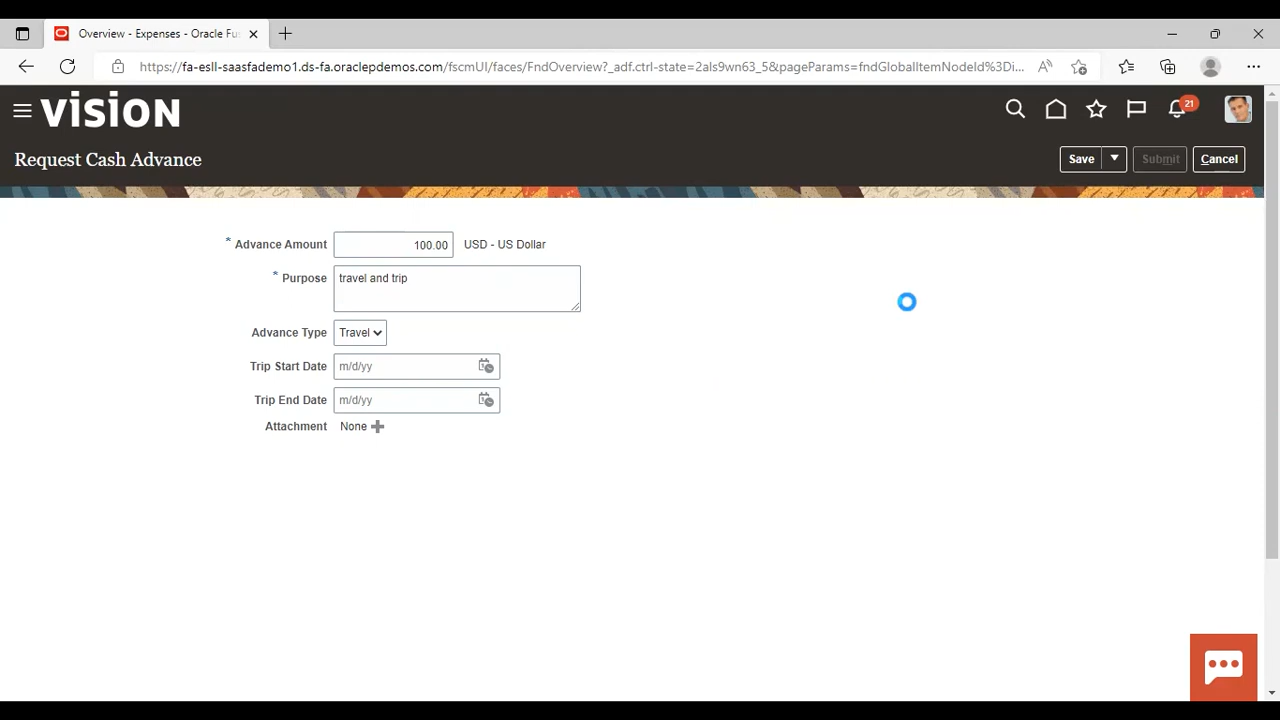 Overview - Expenses - Oracle Fu
https://fa-esll-saasfademo1.ds-fa.oraclepdemos.com/fscmUI/faces/FndOverview?_adf.ctrl-state=2als9wn63_5&pageParams=fndGlobalItemNodeId%3Di...
vision
21
Request Cash Advance
Save
Submit
Cancel
* Advance Amount 100.00 USD - US Dollar
* Purpose travel and trip
Advance Type Travel
Trip Start Date m/d/yy
Trip End Date m/d/yy
Attachment None